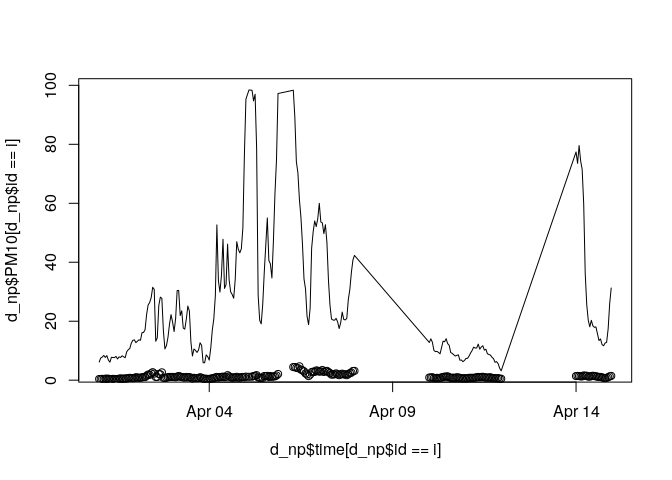 d_np$PM10[d_np$id == i]
100
80
60
40
20
0
Apr 04 Apr 09 Apr 14
d_np$time[d_np$id == i]